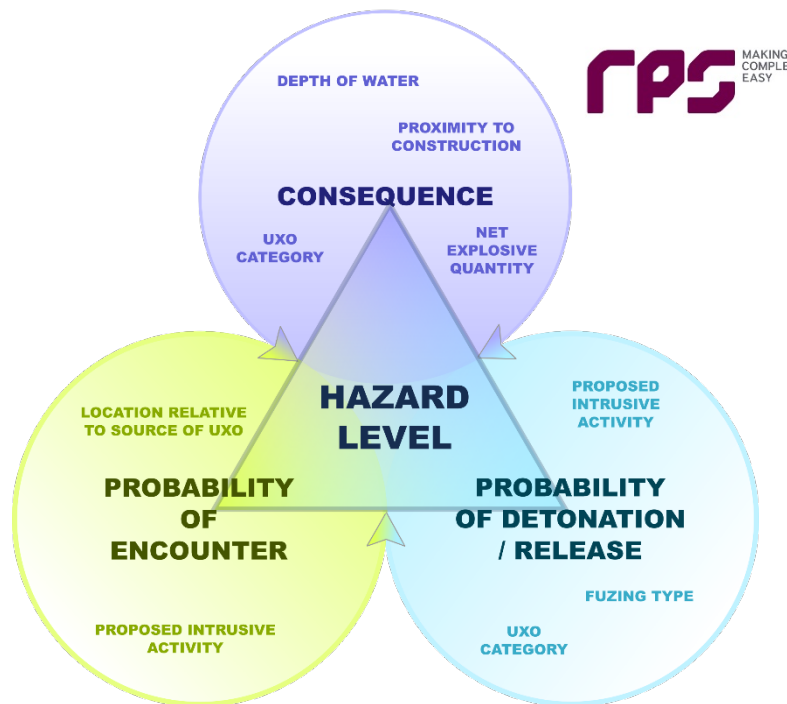 DEPTH OF WATER
rps
MAKING
COMPLE
EASY
PROXIMITY TO
CONSTRUCTION
CONSEQUENCE
UXO
CATEGORY
NET
EXPLOSIVE
QUANTITY
HAZARD
LEVEL
LOCATION RELATIVE
TO SOURCE OF UXO
PROBABILITY
OF
ENCOUNTER
PROPOSED INTRUSIVE
ACTIVITY
PROPOSED
INTRUSIVE
ACTIVITY
PROBABILITY
OF DETONATION
/ RELEASE
FUZING TYPE
UXO
CATEGORY